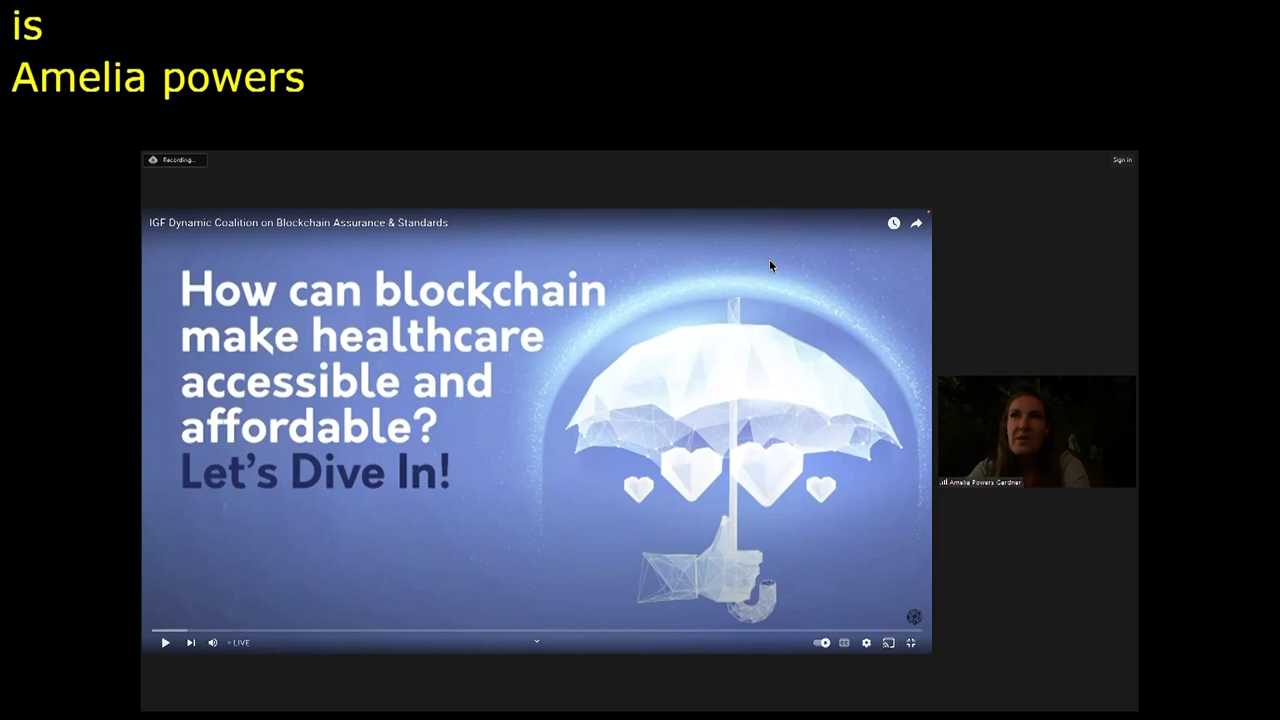 is
Amelia powers
Recording...
Sign in
IGF Dynamic Coalition on Blockchain Assurance & Standards
How can blockchain
make healthcare
accessible and
affordable?
Let's Dive In!
Amelia Powers Gardner
LIVE